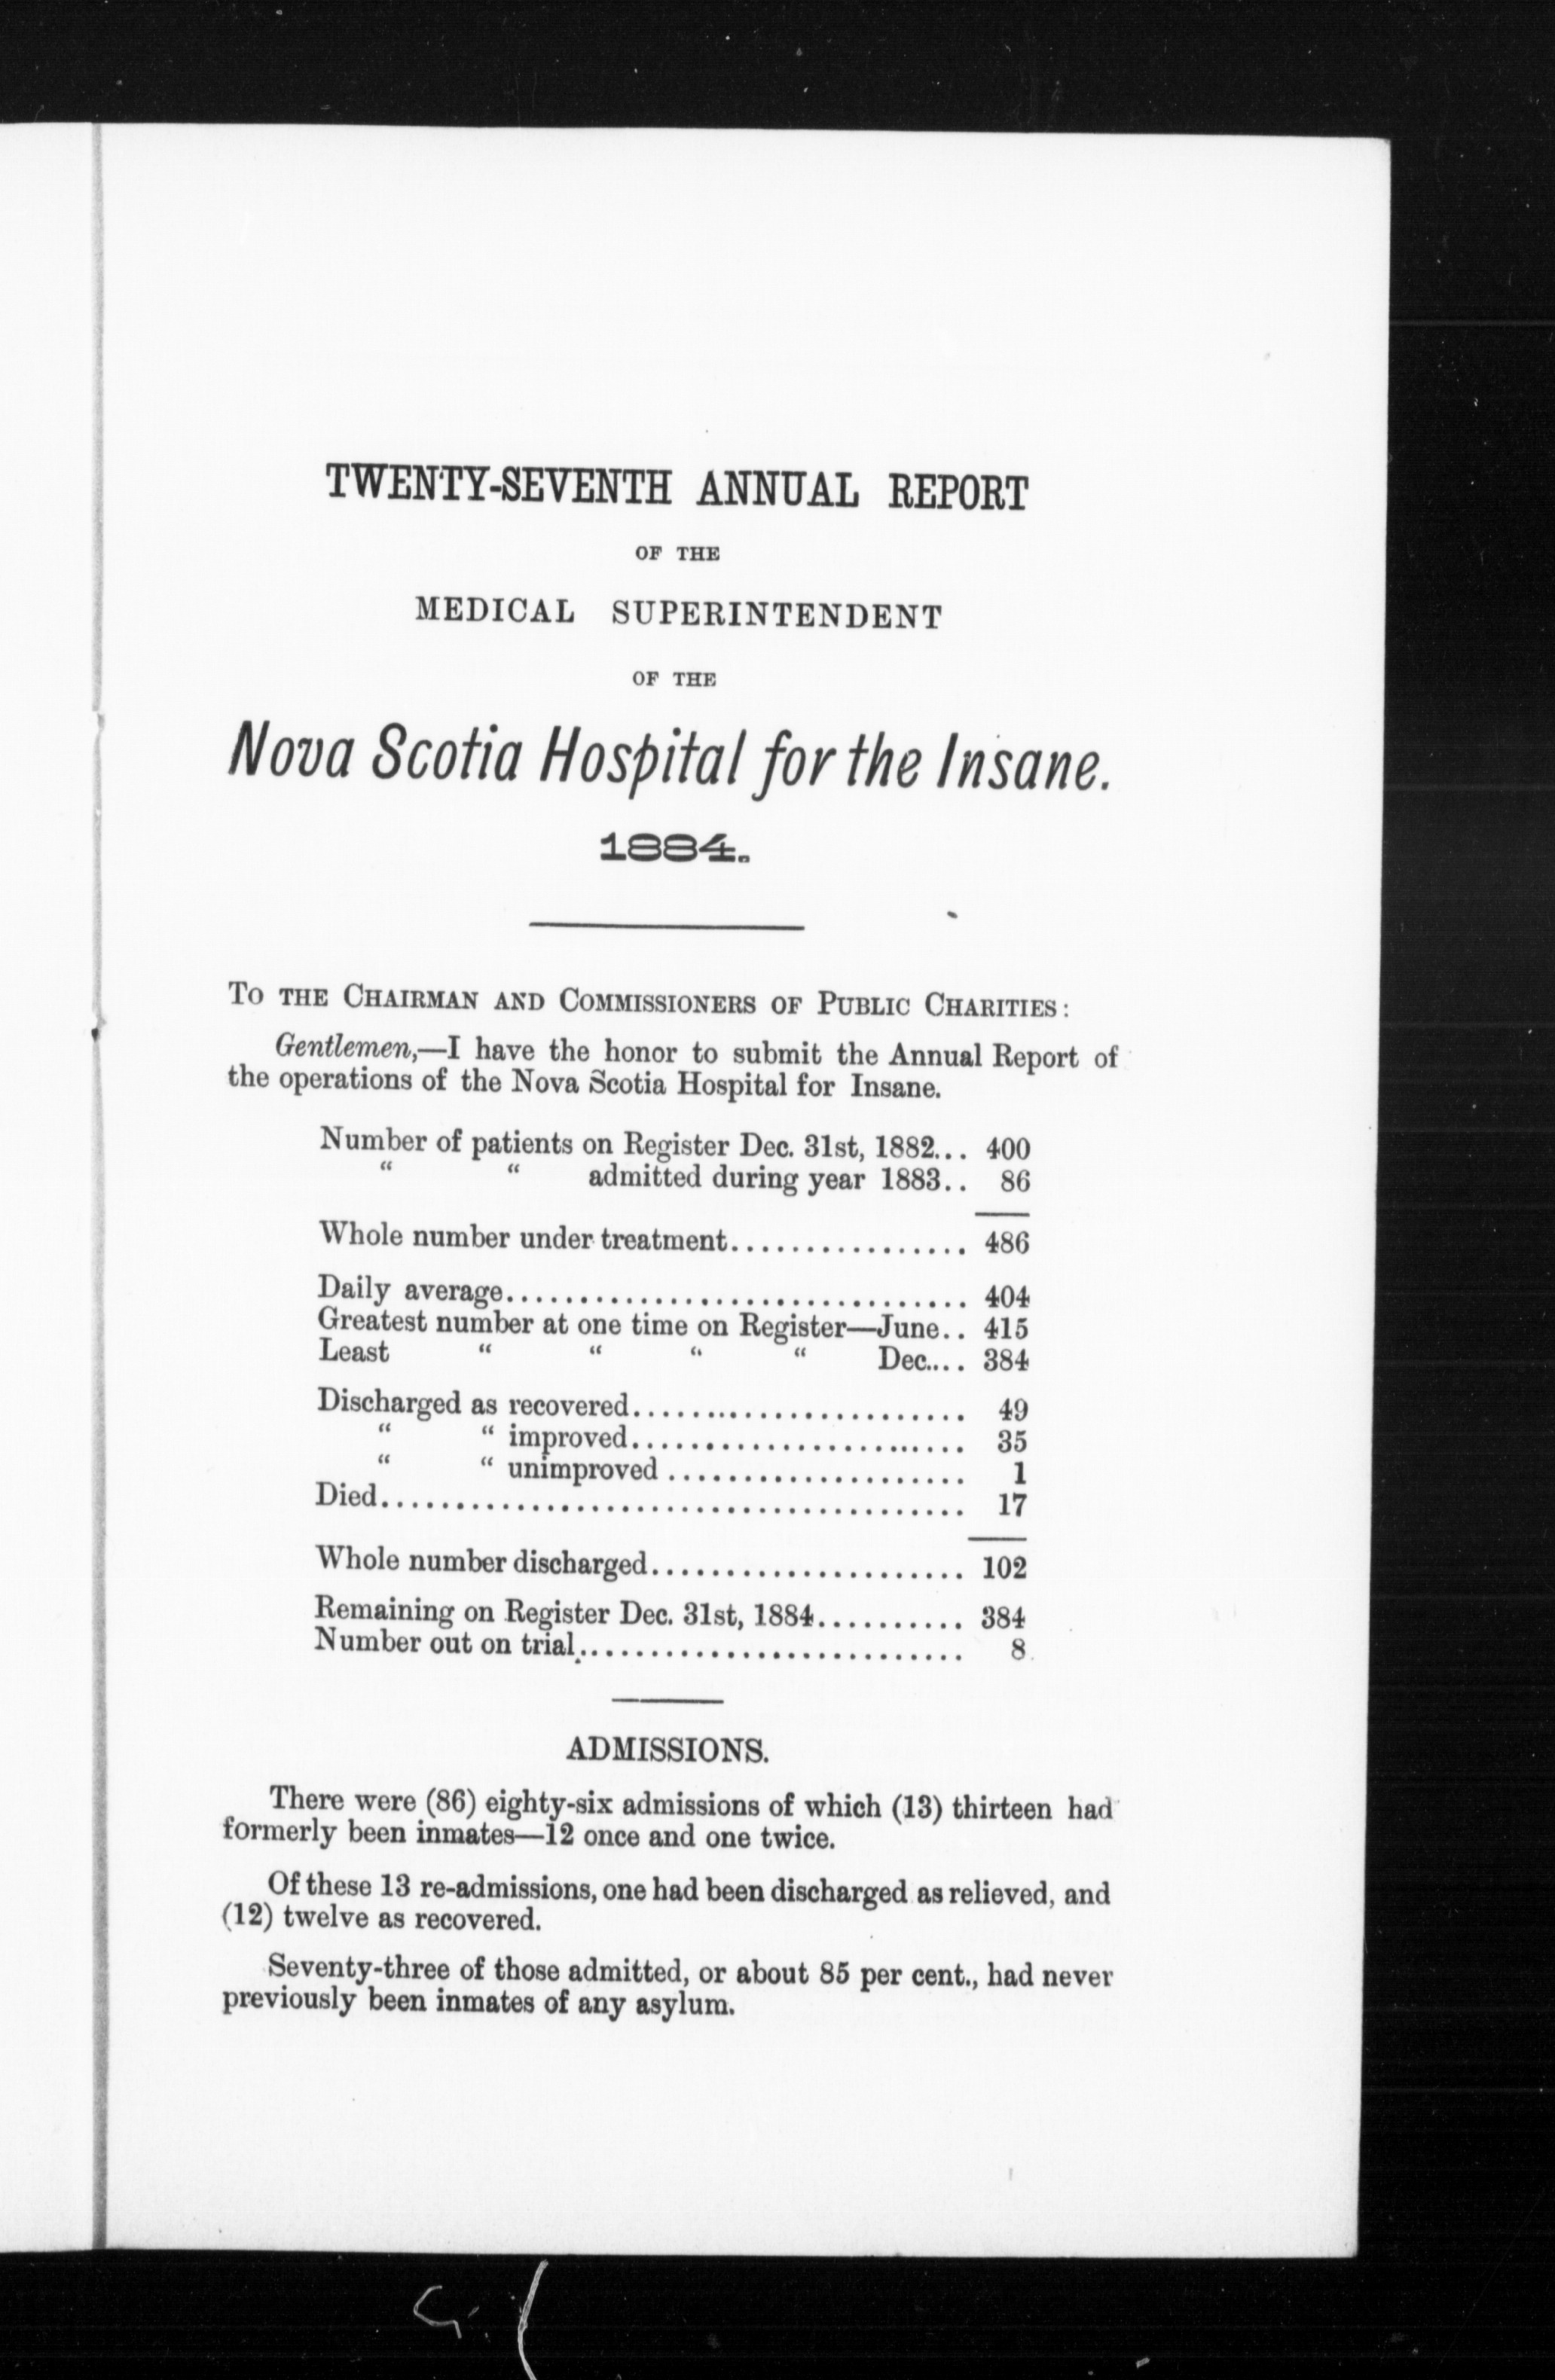 TWENTY-SEVENTH ANNUAL REPORT
OF THE
MEDICAL SUPERINTENDENT
OF THE
Nova Scotia Hospital for the Insane.
1884.
TO THE CHAIRMAN AND COMMISSIONERS OF PUBLIC CHARITIES:
Gentlemen,—I have the honor to submit the Annual Report of
the operations of the Nova Scotia Hospital for Insane.
Number of patients on Register Dec. 31st, 1882... 400
“ “ admitted during year 1883.. 86
Whole number under treatment................ 486
Daily average............................... 404
Greatest number at one time on Register—June.. 415
Least “ “ “ “ Dec.... 384
Discharged as recovered....................... 49
“ “ improved....................... 35
“ “ unimproved .................... 1
Died....................................... 17
Whole number discharged..................... 102
Remaining on Register Dec. 31st, 1884.......... 384
Number out on trial.......................... 8
ADMISSIONS.
There were (86) eighty-six admissions of which (13) thirteen had
formerly been inmates—12 once and one twice.
Of these 13 re-admissions, one had been discharged as relieved, and
(12) twelve as recovered.
Seventy-three of those admitted, or about 85 per cent., had never
previously been inmates of any asylum.